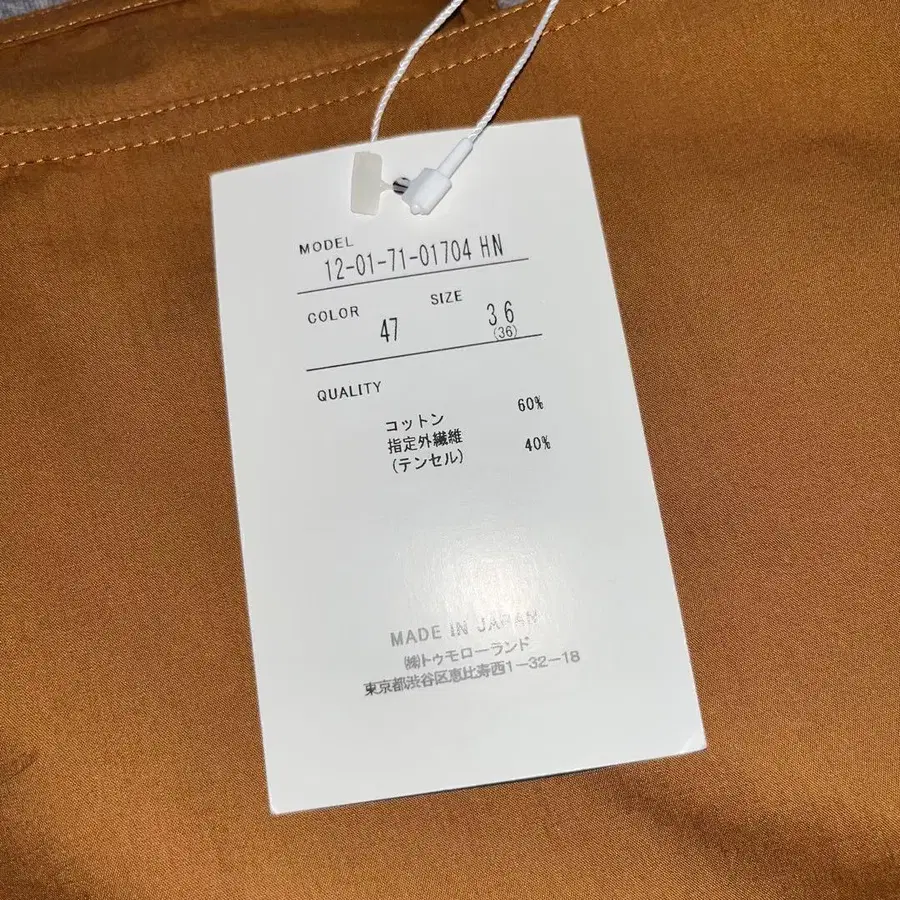 MODEL
12-01-71-01704 HN
COLOR SIZE
47 36
(36)
QUALITY
コットン 60%
指定外繊維 40%
(テンセル)
MADE IN JAPAN
㈱トゥモローランド
東京都渋谷区恵比寿西1-32-18